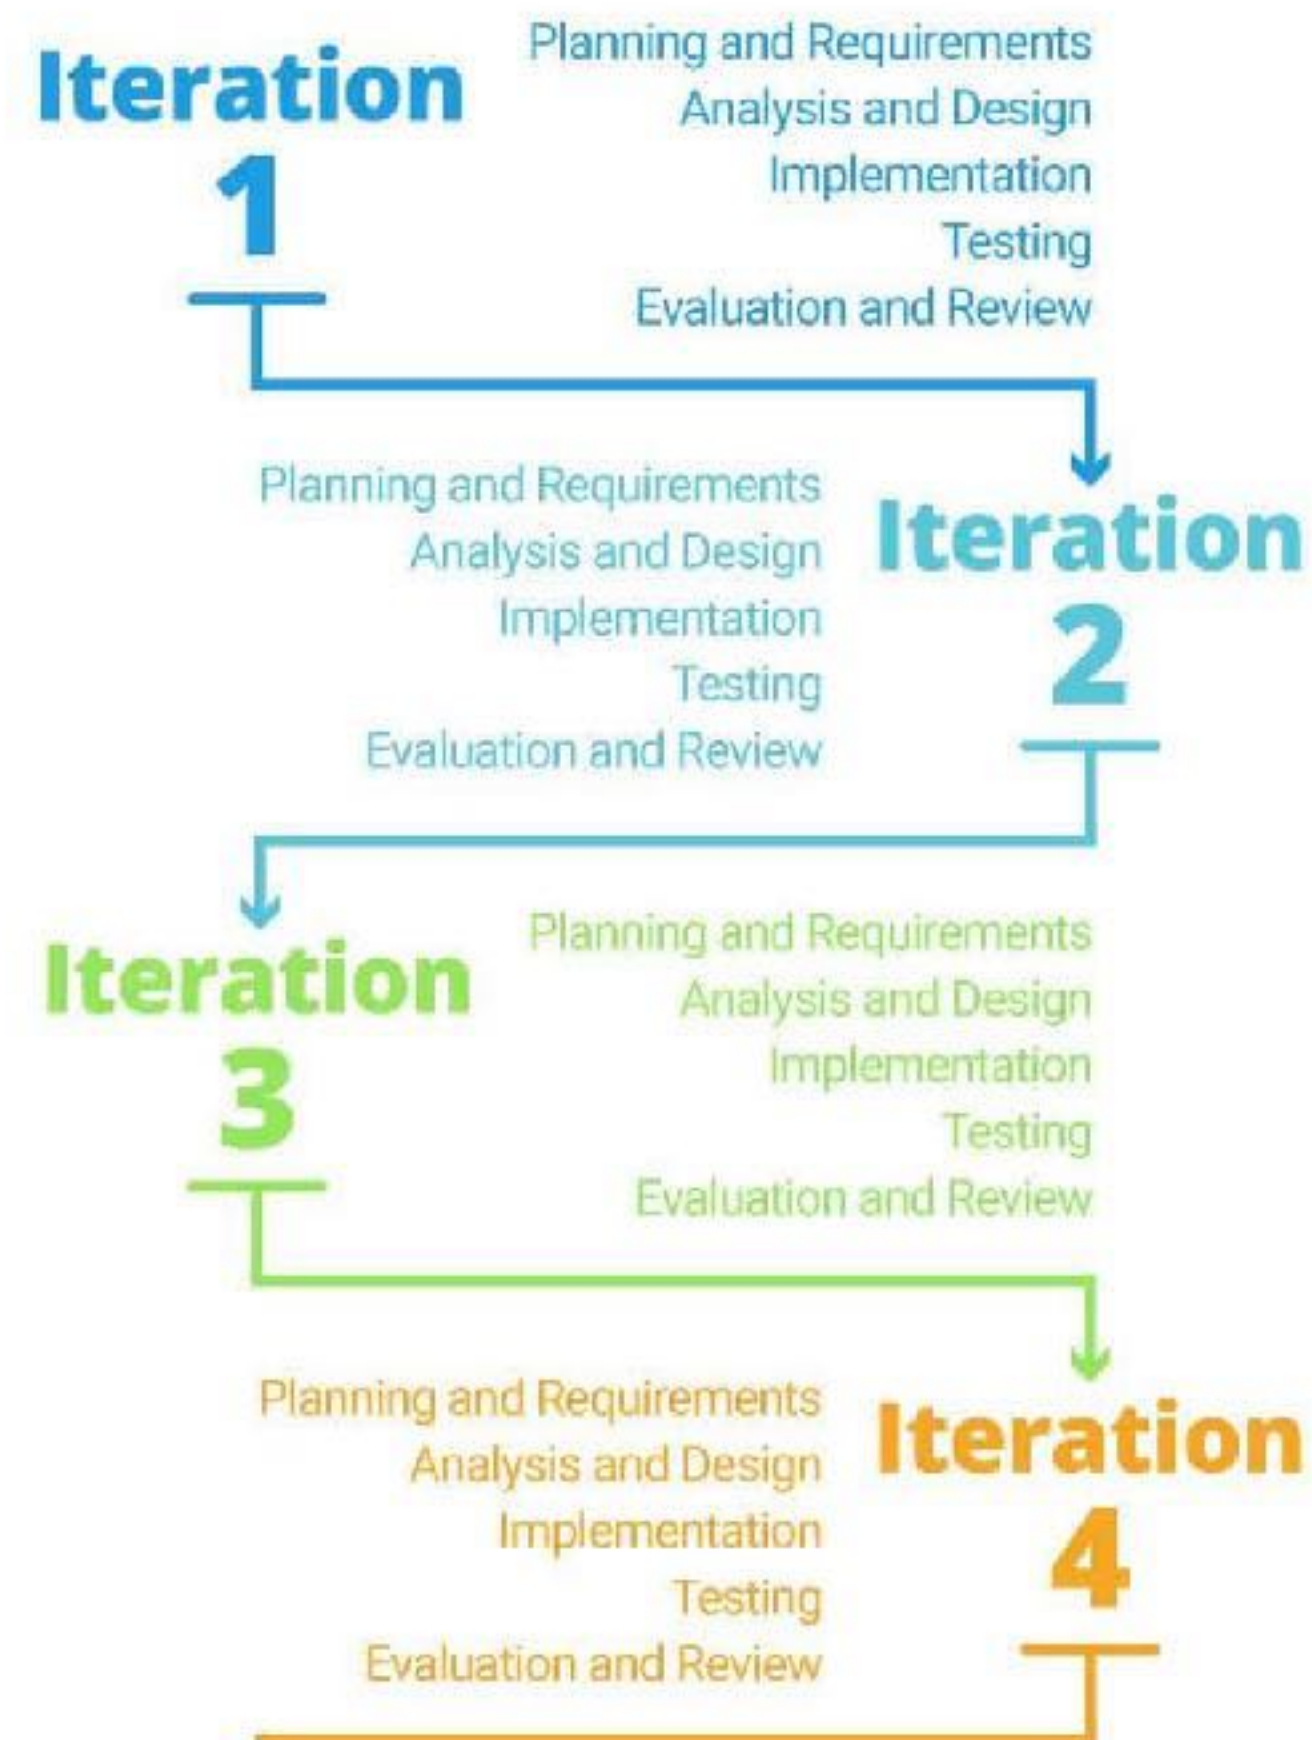 Iteration
1
Planning and Requirements
Analysis and Design
Implementation
Testing
Evaluation and Review
Planning and Requirements
Analysis and Design
Implementation
Testing
Evaluation and Review
Iteration
2
Iteration
3
Planning and Requirements
Analysis and Design
Implementation
Testing
Evaluation and Review
Planning and Requirements
Analysis and Design
Implementation
Testing
Evaluation and Review
Iteration
4